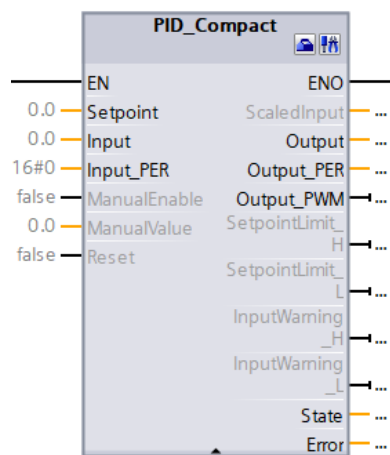 PID_Compact
EN ENO
0.0 Setpoint ScaledInput ...
0.0 Input Output ...
16#0 Input_PER Output_PER ...
false ManualEnable Output_PWM ...
0.0 ManualValue SetpointLimit_
H ...
false Reset SetpointLimit_
L ...
InputWarning
_H ...
InputWarning
_L ...
State ...
Error ...